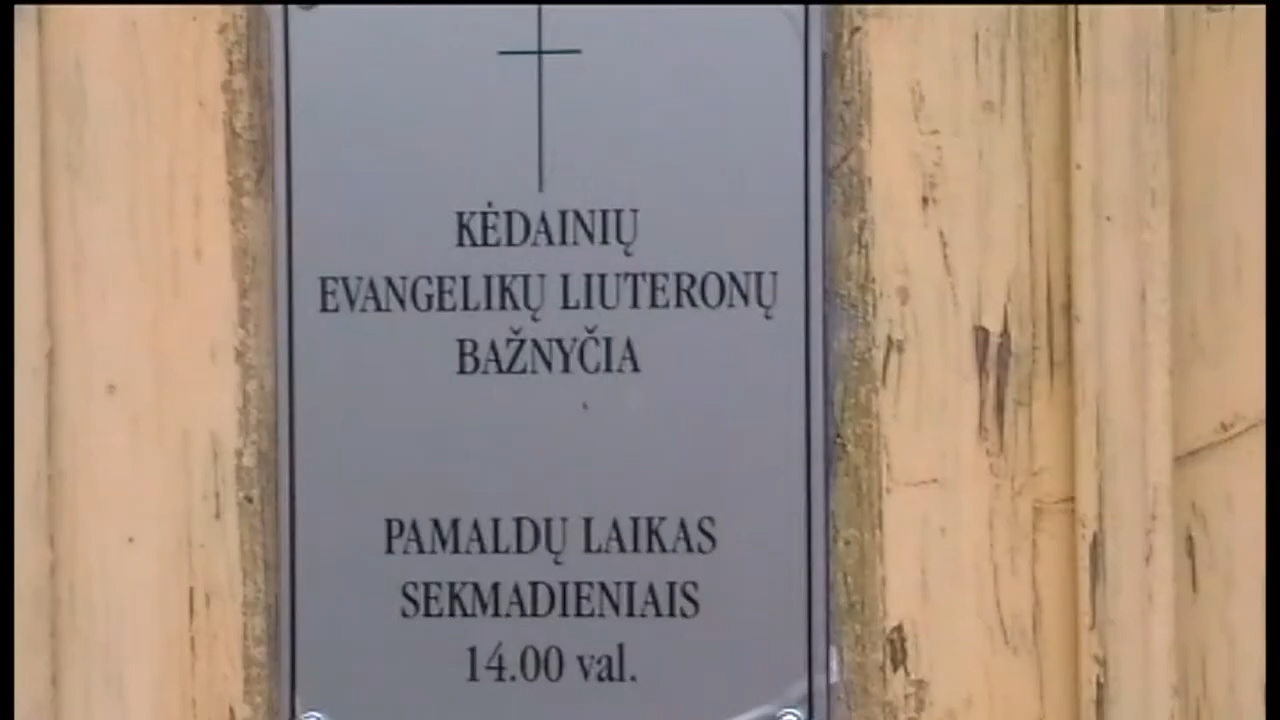 KĖDAINIŲ
EVANGELIKŲ LIUTERONŲ
BAŽNYČIA
PAMALDŲ LAIKAS
SEKMADIENIAIS
14.00 val.